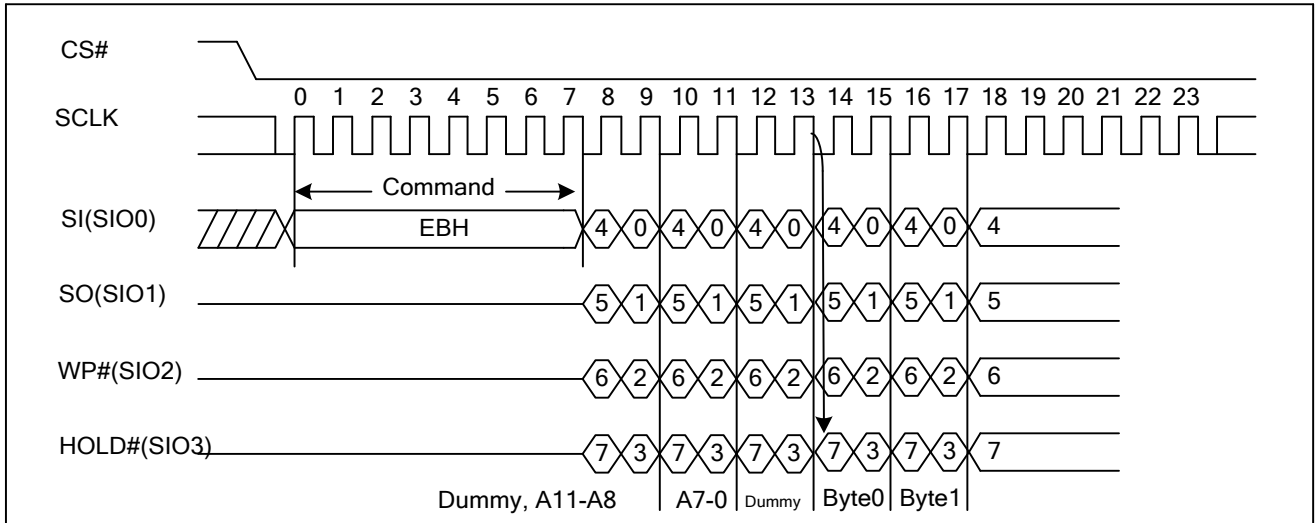 CS#
0 1 2 3 4 5 6 7 8 9 10 11 12 13 14 15 16 17 18 19 20 21 22 23
SCLK
Command
SI(SIO0) EBH 4 0 4 0 4 0 4 0 4 0 4
SO(SIO1) 5 1 5 1 5 1 5 1 5 1 5
WP#(SIO2) 6 2 6 2 6 2 6 2 6 2 6
HOLD#(SIO3) 7 3 7 3 7 3 7 3 7 3 7
Dummy, A11-A8 A7-0 Dummy Byte0 Byte1